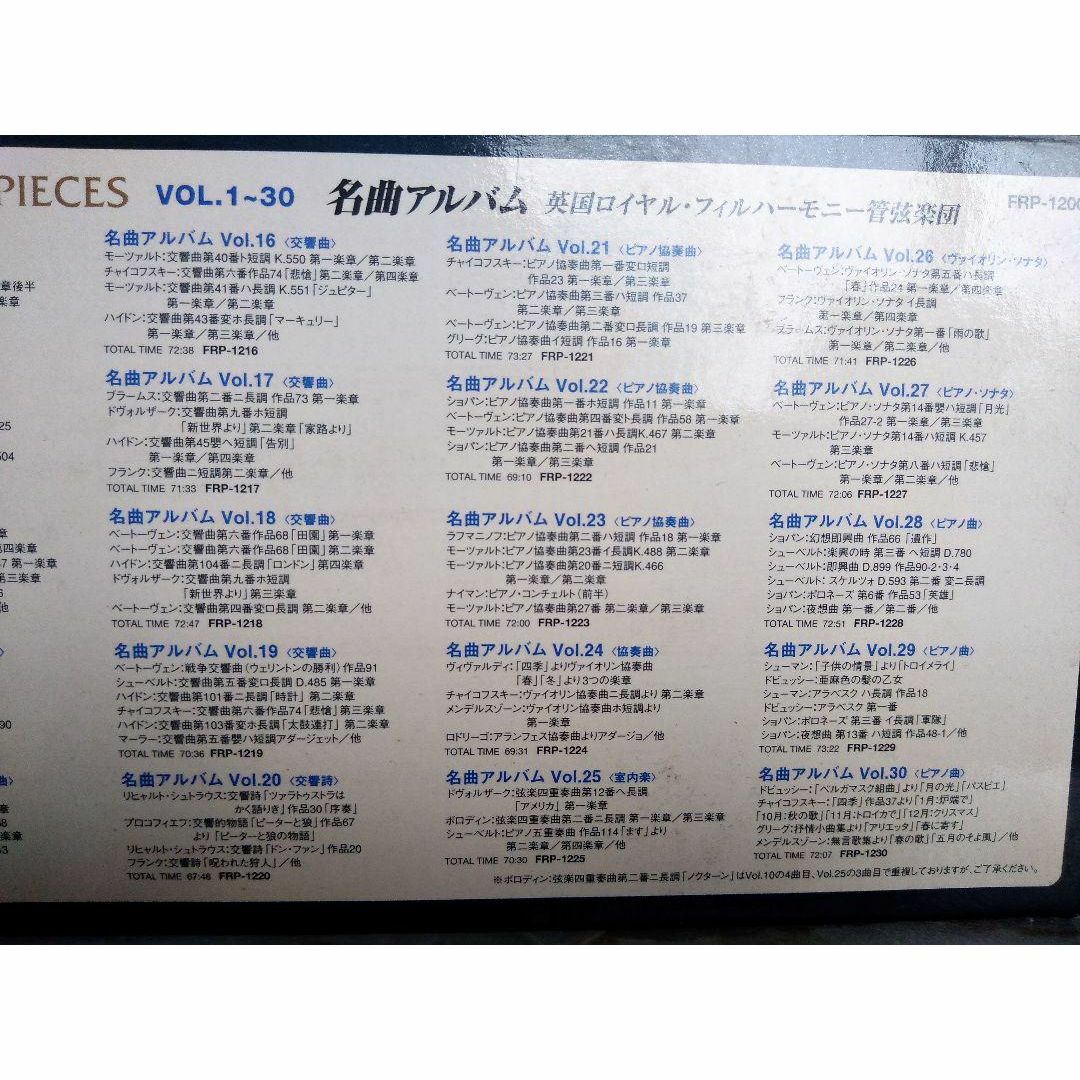 PIECES VOL.1~30 名曲アルバム 英国ロイヤル・フィルハーモニー管弦楽団 FRP-1200
章後半
楽章
25
504
章
第四楽章
37 第一楽章
第三楽章
6
〉
90
曲〉
38
楽章
53
名曲アルバム Vol.16〈交響曲〉
モーツァルト:交響曲第40番ト短調 K.550 第一楽章/第二楽章
チャイコフスキー:交響曲第六番作品74「悲愴」第二楽章/第四楽章
モーツァルト:交響曲第41番ハ長調 K.551「ジュピター」
第一楽章/第二楽章
ハイドン:交響曲第43番変ホ長調「マーキュリー」
第一楽章/第三楽章/他
TOTAL TIME 72:38 FRP-1216
名曲アルバム Vol.17〈交響曲〉
ブラームス:交響曲第二番ニ長調 作品73 第一楽章
ドヴォルザーク:交響曲第九番ホ短調
「新世界より」第二楽章「家路より」
ハイドン:交響曲第45嬰ヘ短調「告別」
第一楽章/第四楽章
フランク:交響曲ニ短調第二楽章/他
TOTAL TIME 71:33 FRP-1217
名曲アルバム Vol.18〈交響曲〉
ベートーヴェン:交響曲第六番作品68「田園」第一楽章
ベートーヴェン:交響曲第六番作品68「田園」第二楽章
ハイドン:交響曲第104番ニ長調「ロンドン」第四楽章
ドヴォルザーク:交響曲第九番ホ短調
「新世界より」第三楽章
ベートーヴェン:交響曲第四番変ロ長調 第二楽章/他
TOTAL TIME 72:47 FRP-1218
名曲アルバム Vol.19〈交響曲〉
ベートーヴェン:戦争交響曲(ウェリントンの勝利)作品91
シューベルト:交響曲第五番変ロ長調 D.485 第一楽章
ハイドン:交響曲第101番ニ長調「時計」 第二楽章
チャイコフスキー:交響曲第六番作品74「悲愴」第三楽章
ハイドン:交響曲第103番変ホ長調「太鼓連打」 第二楽章
マーラー:交響曲第五番嬰ハ短調アダージェット/他
TOTAL TIME 70:36 FRP-1219
名曲アルバム Vol.20〈交響詩〉
リヒャルト・シュトラウス:交響詩「ツァラトゥストラは
かく語りき」作品30「序奏」
プロコフィエフ:交響的物語「ピーターと狼」作品67
より「ピーターと狼の物語」
リヒャルト・シュトラウス:交響詩「ドン・ファン」作品20
フランク:交響詩「呪われた狩人」/他
TOTAL TIME 67:48 FRP-1220
名曲アルバム Vol.21〈ピアノ協奏曲〉
チャイコフスキー:ピアノ協奏曲第一番変ロ短調
作品23 第一楽章/第三楽章
ベートーヴェン:ピアノ協奏曲第三番ハ短調 作品37
第二楽章/第三楽章
ベートーヴェン:ピアノ協奏曲第二番変ロ長調 作品19 第三楽章
グリーグ:ピアノ協奏曲イ短調 作品16 第一楽章
TOTAL TIME 73:27 FRP-1221
名曲アルバム Vol.22〈ピアノ協奏曲〉
ショパン:ピアノ協奏曲第一番ホ短調 作品11 第一楽章
ベートーヴェン:ピアノ協奏曲第四番変ト長調 作品58 第一楽章
モーツァルト:ピアノ協奏曲第21番ハ長調K.467 第二楽章
ショパン:ピアノ協奏曲第二番ヘ短調 作品21
第一楽章/第三楽章
TOTAL TIME 69:10 FRP-1222
名曲アルバム Vol.23〈ピアノ協奏曲〉
ラフマニノフ:ピアノ協奏曲第二番ハ短調 作品18 第一楽章
モーツァルト:ピアノ協奏曲第23番イ長調K.488 第二楽章
モーツァルト:ピアノ協奏曲第20番ニ短調K.466
第一楽章/第二楽章
ナイマン:ピアノ・コンチェルト(前半)
モーツァルト:ピアノ協奏曲第27番 第二楽章/第三楽章
TOTAL TIME 72:00 FRP-1223
名曲アルバム Vol.24〈協奏曲〉
ヴィヴァルディ:「四季」よりヴァイオリン協奏曲
「春」「冬」より3つの楽章
チャイコフスキー:ヴァイオリン協奏曲ニ長調より 第二楽章
メンデルスゾーン:ヴァイオリン協奏曲ホ短調より
第一楽章
ロドリーゴ:アランフェス協奏曲よりアダージョ/他
TOTAL TIME 69:31 FRP-1224
名曲アルバム Vol.25〈室内楽〉
ドヴォルザーク:弦楽四重奏曲第12番ヘ長調
「アメリカ」第一楽章
ボロディン:弦楽四重奏曲第二番ニ長調 第一楽章/第三楽章
シューベルト:ピアノ五重奏曲 作品114「ます」より
第二楽章/第四楽章/他
TOTAL TIME 70:30 FRP-1225
名曲アルバム Vol.26〈ヴァイオリン・ソナタ〉
ベートーヴェン:ヴァイオリン・ソナタ第五番ハ長調
「春」作品24 第一楽章/第四楽章
フランク:ヴァイオリン・ソナタイ長調
第一楽章/第四楽章
ブラームス:ヴァイオリン・ソナタ第一番「雨の歌」
第一楽章/第二楽章/他
TOTAL TIME 71:41 FRP-1226
名曲アルバム Vol.27〈ピアノ・ソナタ〉
ベートーヴェン:ピアノ・ソナタ第14番嬰ハ短調「月光」
作品27-2 第一楽章/第三楽章
モーツァルト:ピアノ・ソナタ第14番ハ短調 K.457
第三楽章
ベートーヴェン:ピアノ・ソナタ第八番ハ短調「悲愴」
第一楽章/第二楽章/他
TOTAL TIME 72:06 FRP-1227
名曲アルバム Vol.28〈ピアノ曲〉
ショパン:幻想即興曲 作品66 「遺作」
シューベルト:楽興の時 第三番 ヘ短調 D.780
シューベルト:即興曲 D.899 作品90-2・3・4
シューベルト: スケルツォ D.593 第二番 変ニ長調
ショパン:ポロネーズ 第6番 作品53「英雄」
ショパン:夜想曲 第一番/第二番/他
TOTAL TIME 72:51 FRP-1228
名曲アルバム Vol.29〈ピアノ曲〉
シューマン:「子供の情景」より「トロイメライ」
ドビュッシー:亜麻色の髪の乙女
シューマン:アラベスク ハ長調 作品18
ドビュッシー:アラベスク 第一番
ショパン:ポロネーズ 第三番 イ長調「軍隊」
ショパン:夜想曲 第13番 ハ短調 作品48-1/他
TOTAL TIME 73:22 FRP-1229
名曲アルバム Vol.30〈ピアノ曲〉
ドビュッシー:「ベルガマスク組曲」より「月の光」「パスピエ」
チャイコフスキー:「四季」作品37より「1月:炉端で」
「10月:秋の歌」「11月:トロイカで」「12月:クリスマス」
グリーグ:抒情小曲集より「アリエッタ」「春に寄す」
メンデルスゾーン:無言歌集より「春の歌」「五月のそよ風」/他
TOTAL TIME 72:07 FRP-1230
※ボロディン:弦楽四重奏曲第二番ニ長調「ノクターン」はVol.10の4曲目、Vol.25の3曲目で重複しておりますが、ご了承ください。